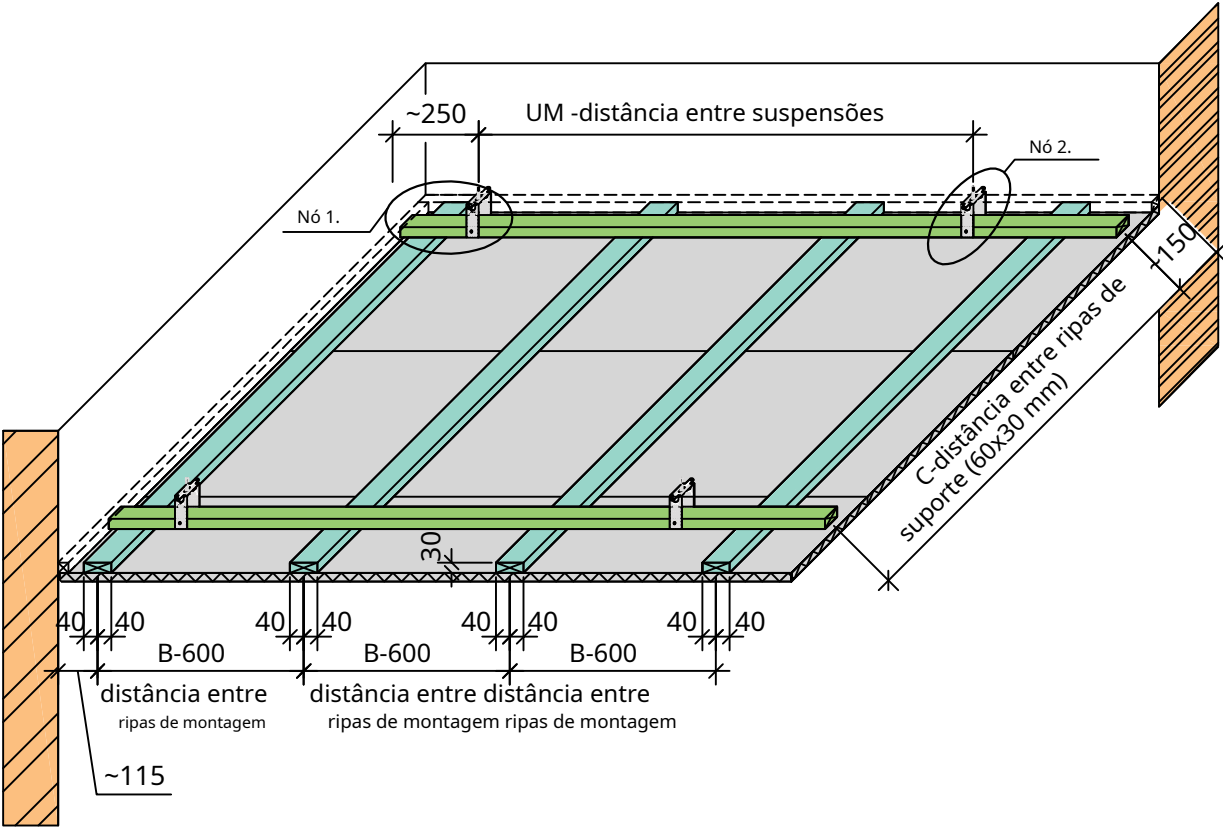 ~250
UM -distância entre suspensões
Nó 2.
Nó 1.
~150
C-distância entre ripas de
suporte (60x30 mm)
30
40 40 40 40 40 40 40 40
B-600 B-600 B-600
distância entre distância entre distância entre
ripas de montagem ripas de montagem ripas de montagem
~115